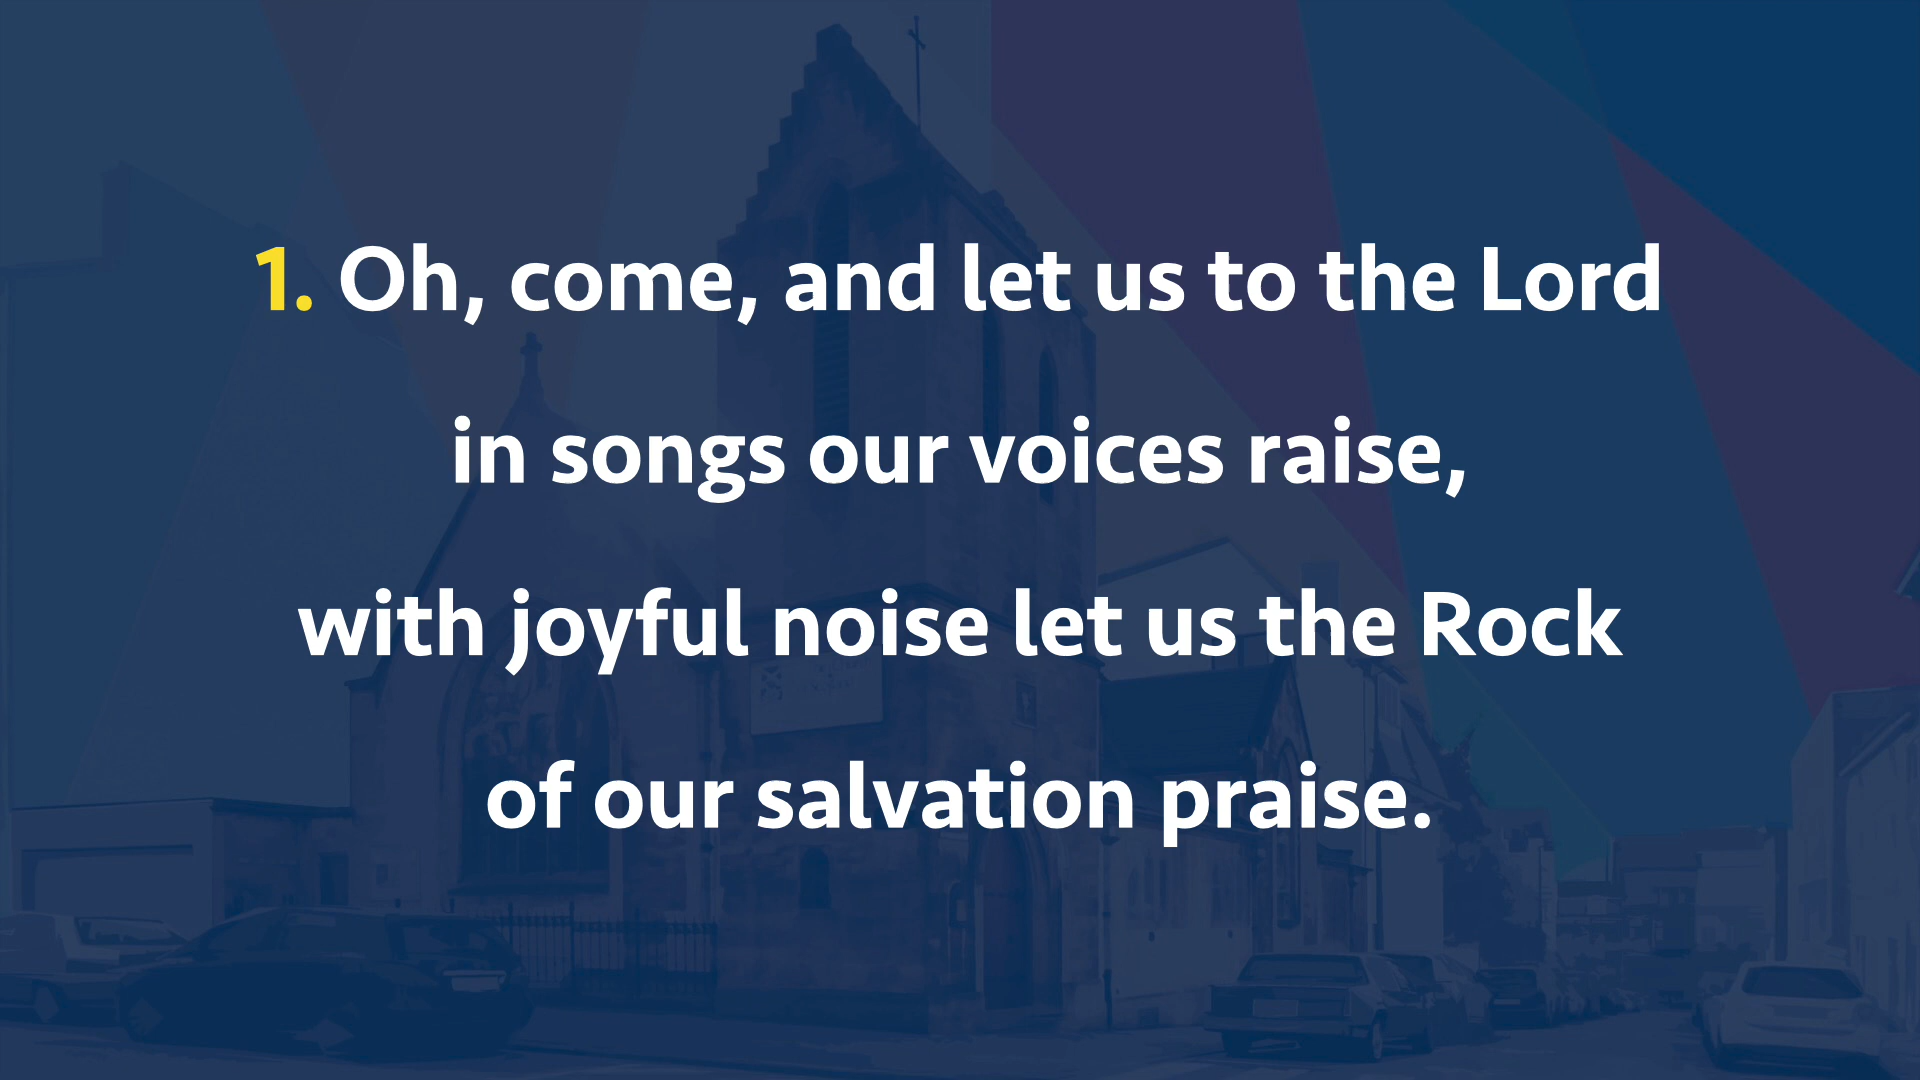 1. Oh, come, and let us to the Lord
in songs our voices raise,
with joyful noise let us the Rock
of our salvation praise.